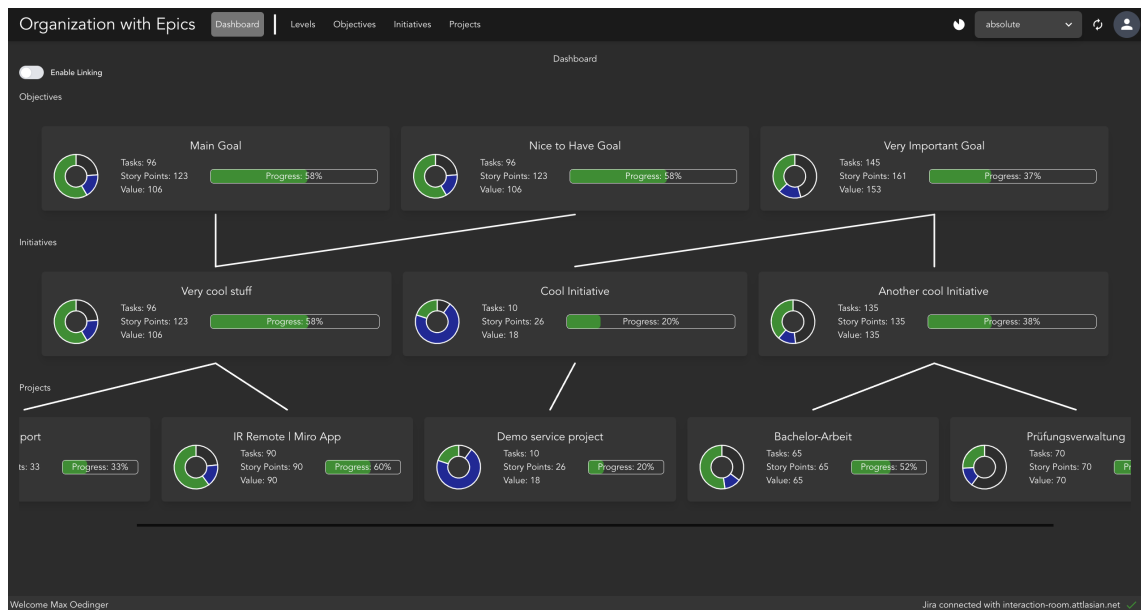 Organization with Epics
Dashboard
Levels
Objectives
Initiatives
Projects
absolute
Dashboard
Enable Linking
Objectives
Main Goal
Tasks: 96
Story Points: 123
Value: 106
Progress: 58%
Nice to Have Goal
Tasks: 96
Story Points: 123
Value: 106
Progress: 58%
Very Important Goal
Tasks: 145
Story Points: 161
Value: 153
Progress: 37%
Initiatives
Very cool stuff
Tasks: 96
Story Points: 123
Value: 106
Progress: 58%
Cool Initiative
Tasks: 10
Story Points: 26
Value: 18
Progress: 20%
Another cool Initiative
Tasks: 135
Story Points: 135
Value: 135
Progress: 38%
Projects
port
ts: 33
Progress: 33%
IR Remote | Miro App
Tasks: 90
Story Points: 90
Value: 90
Progress: 60%
Demo service project
Tasks: 10
Story Points: 26
Value: 18
Progress: 20%
Bachelor-Arbeit
Tasks: 65
Story Points: 65
Value: 65
Progress: 52%
Prüfungsverwaltung
Tasks: 70
Story Points: 70
Value: 70
Pr
Welcome Max Oedinger
Jira connected with interaction-room.attlasian.net